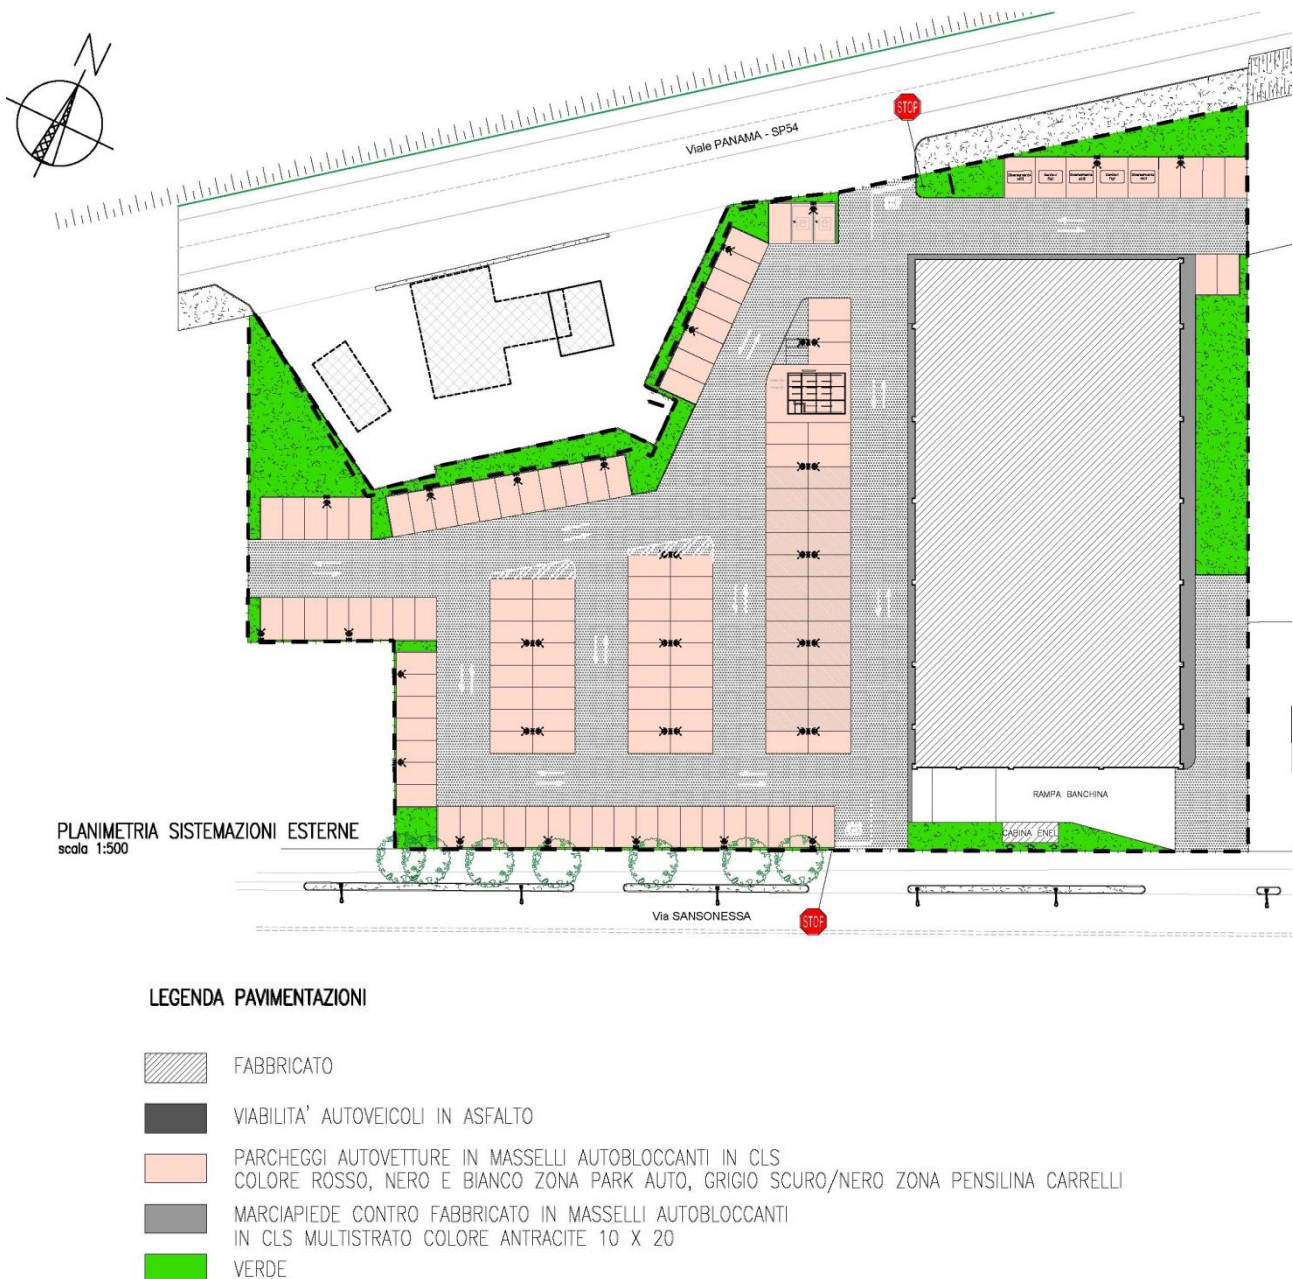 N
STOP
Viale PANAMA - SP54
RAMPA BANCHINA
CABINA ENEL
PLANIMETRIA SISTEMAZIONI ESTERNE
scala 1:500
Via SANSONESSA
STOP
LEGENDA PAVIMENTAZIONI
FABBRICATO
VIABILITA' AUTOVEICOLI IN ASFALTO
PARCHEGGI AUTOVETTURE IN MASSELLI AUTOBLOCCANTI IN CLS
COLORE ROSSO, NERO E BIANCO ZONA PARK AUTO, GRIGIO SCURO/NERO ZONA PENSILINA CARRELLI
MARCIAPIEDE CONTRO FABBRICATO IN MASSELLI AUTOBLOCCANTI
IN CLS MULTISTRATO COLORE ANTRACITE 10 X 20
VERDE